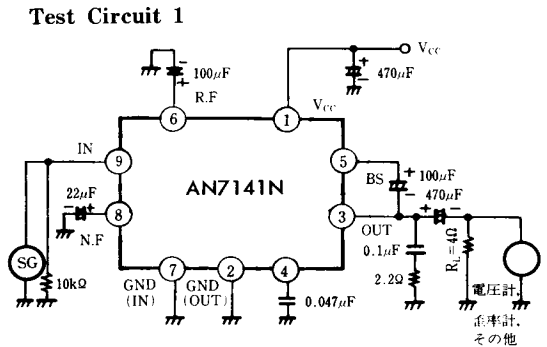 Test Circuit 1
Vcc
100μF
470μF
R.F
Vcc
6
1
IN
9
5
100μF
BS
AN7141N
22μF
470μF
8
3
OUT
N.F
0.1μF
RL=4Ω
SG
7
2
4
10kΩ
GND
(IN)
GND
(OUT)
0.047μF
2.2Ω
電圧計,
歪率計,
その他